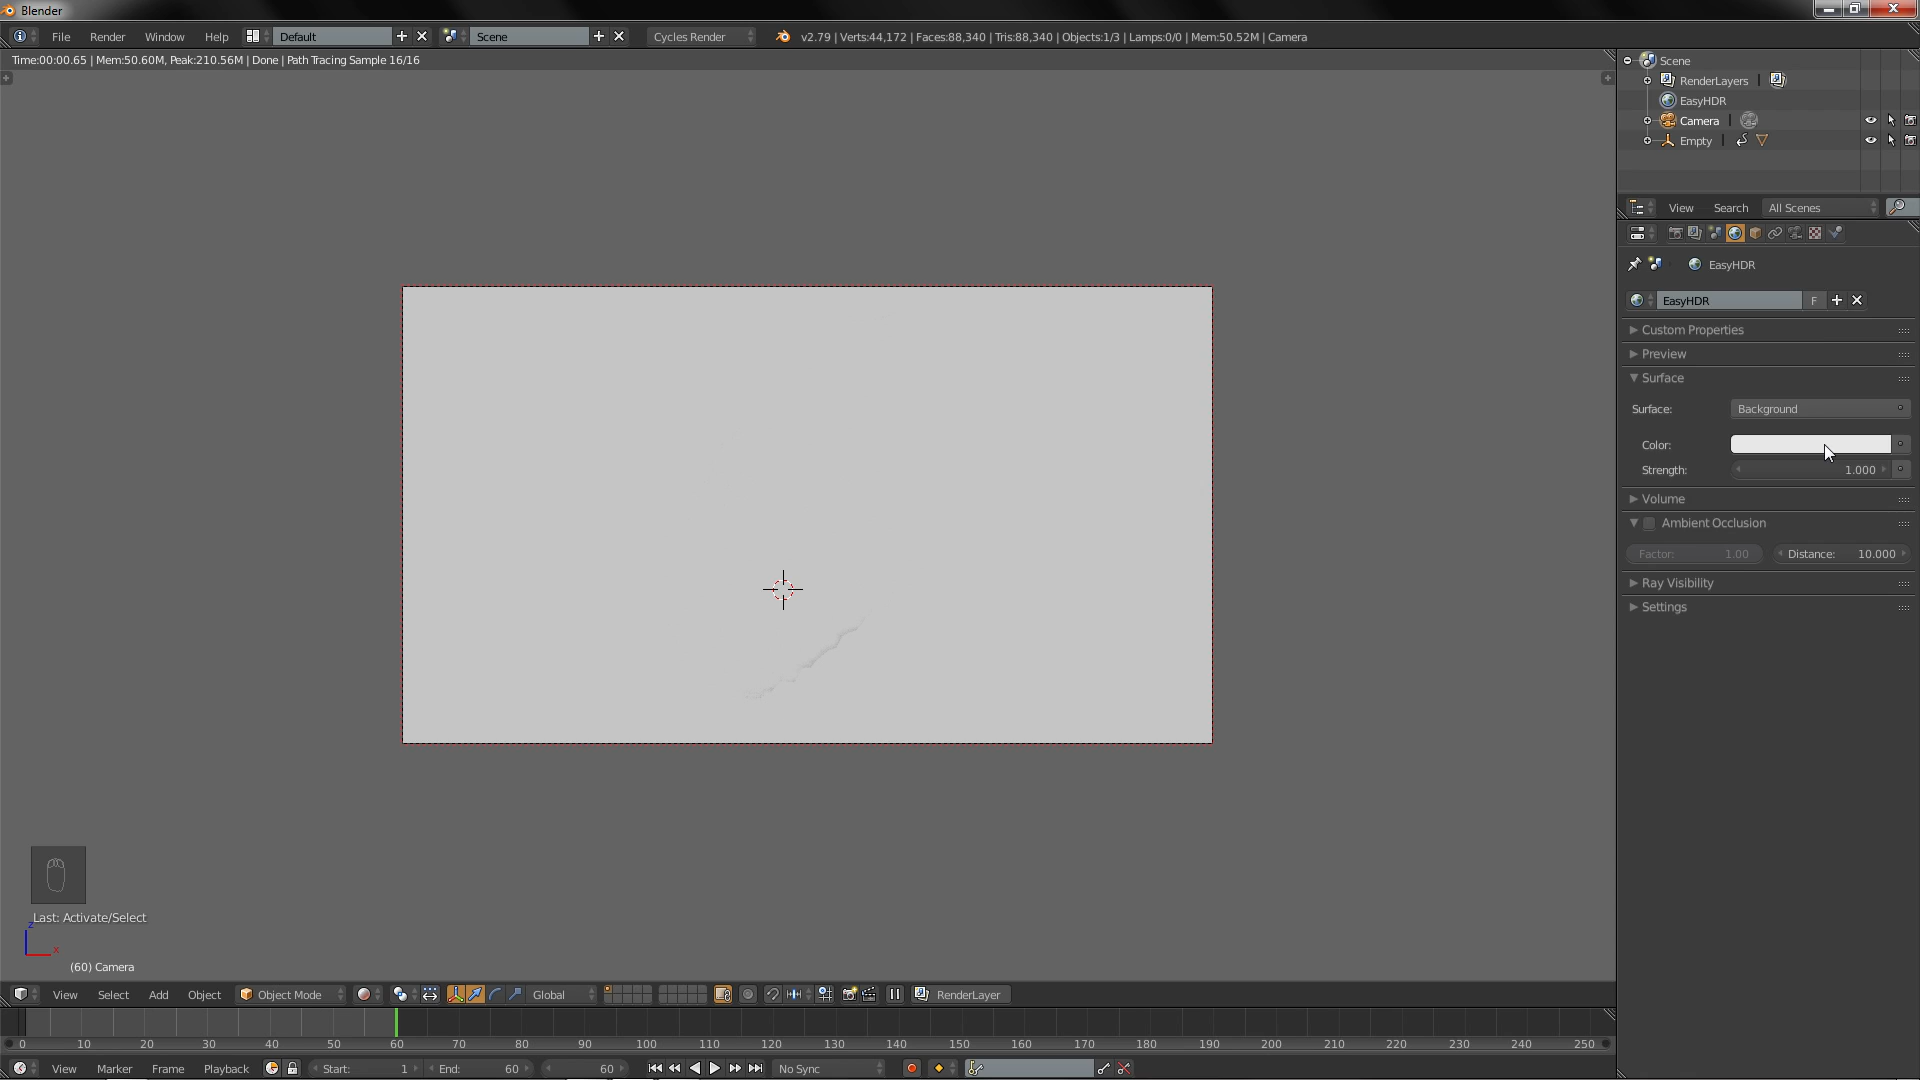 Blender
File Render Window Help Default Scene Cycles Render v2.79 | Verts:44,172 | Faces:88,340 | Tris:88,340 | Objects:1/3 | Lamps:0/0 | Mem:50.52M | Camera
Time:00:00.65 | Mem:50.60M, Peak:210.56M | Done | Path Tracing Sample 16/16
Scene
RenderLayers |
EasyHDR
Camera |
Empty |
View Search All Scenes
EasyHDR
EasyHDR F
Custom Properties
Preview
Surface
Surface: Background
Color:
Strength: 1.000
Volume
Ambient Occlusion
Factor: 1.00 Distance: 10.000
Ray Visibility
Settings
Last: Activate/Select
z
x
(60) Camera
View Select Add Object Object Mode Global RenderLayer
0 10 20 30 40 50 60 70 80 90 100 110 120 130 140 150 160 170 180 190 200 210 220 230 240 250
View Marker Frame Playback Start: 1 End: 60 60 No Sync